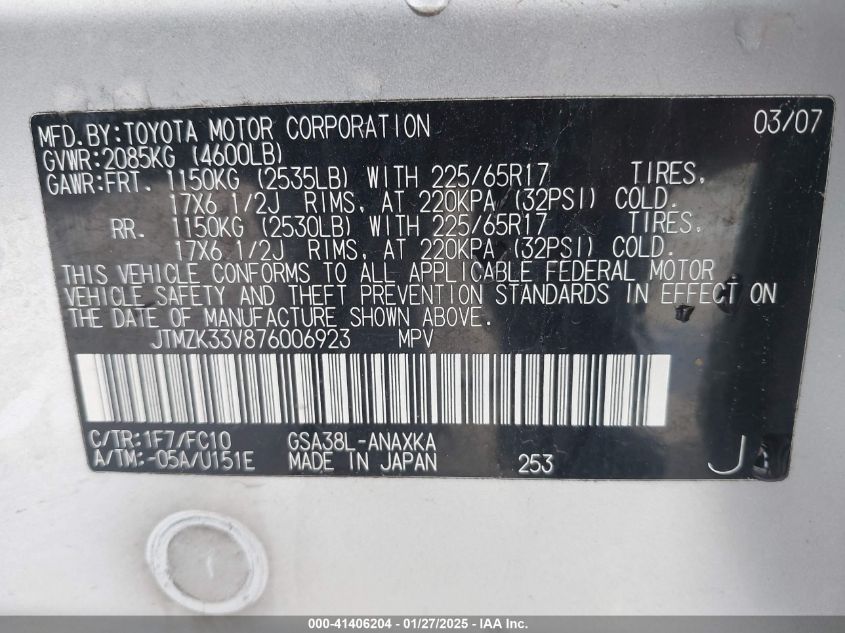 MFD.BY:TOYOTA MOTOR CORPORATION 03/07
GVWR:2085KG (4600LB)
GAWR:FRT. 1150KG (2535LB) WITH 225/65R17 TIRES,
17X6 1/2J RIMS, AT 220KPA (32PSI) COLD.
RR. 1150KG (2530LB) WITH 225/65R17 TIRES,
17X6 1/2J RIMS, AT 220KPA (32PSI) COLD.
THIS VEHICLE CONFORMS TO ALL APPLICABLE FEDERAL MOTOR
VEHICLE SAFETY AND THEFT PREVENTION STANDARDS IN EFFECT ON
THE DATE OF MANUFACTURE SHOWN ABOVE.
JTMZK33V876006923 MPV
C/TR:1F7/FC10 GSA38L-ANAXKA
A/TM:-05A/U151E MADE IN JAPAN 253 J
000-41406204 - 01/27/2025 - IAA Inc.